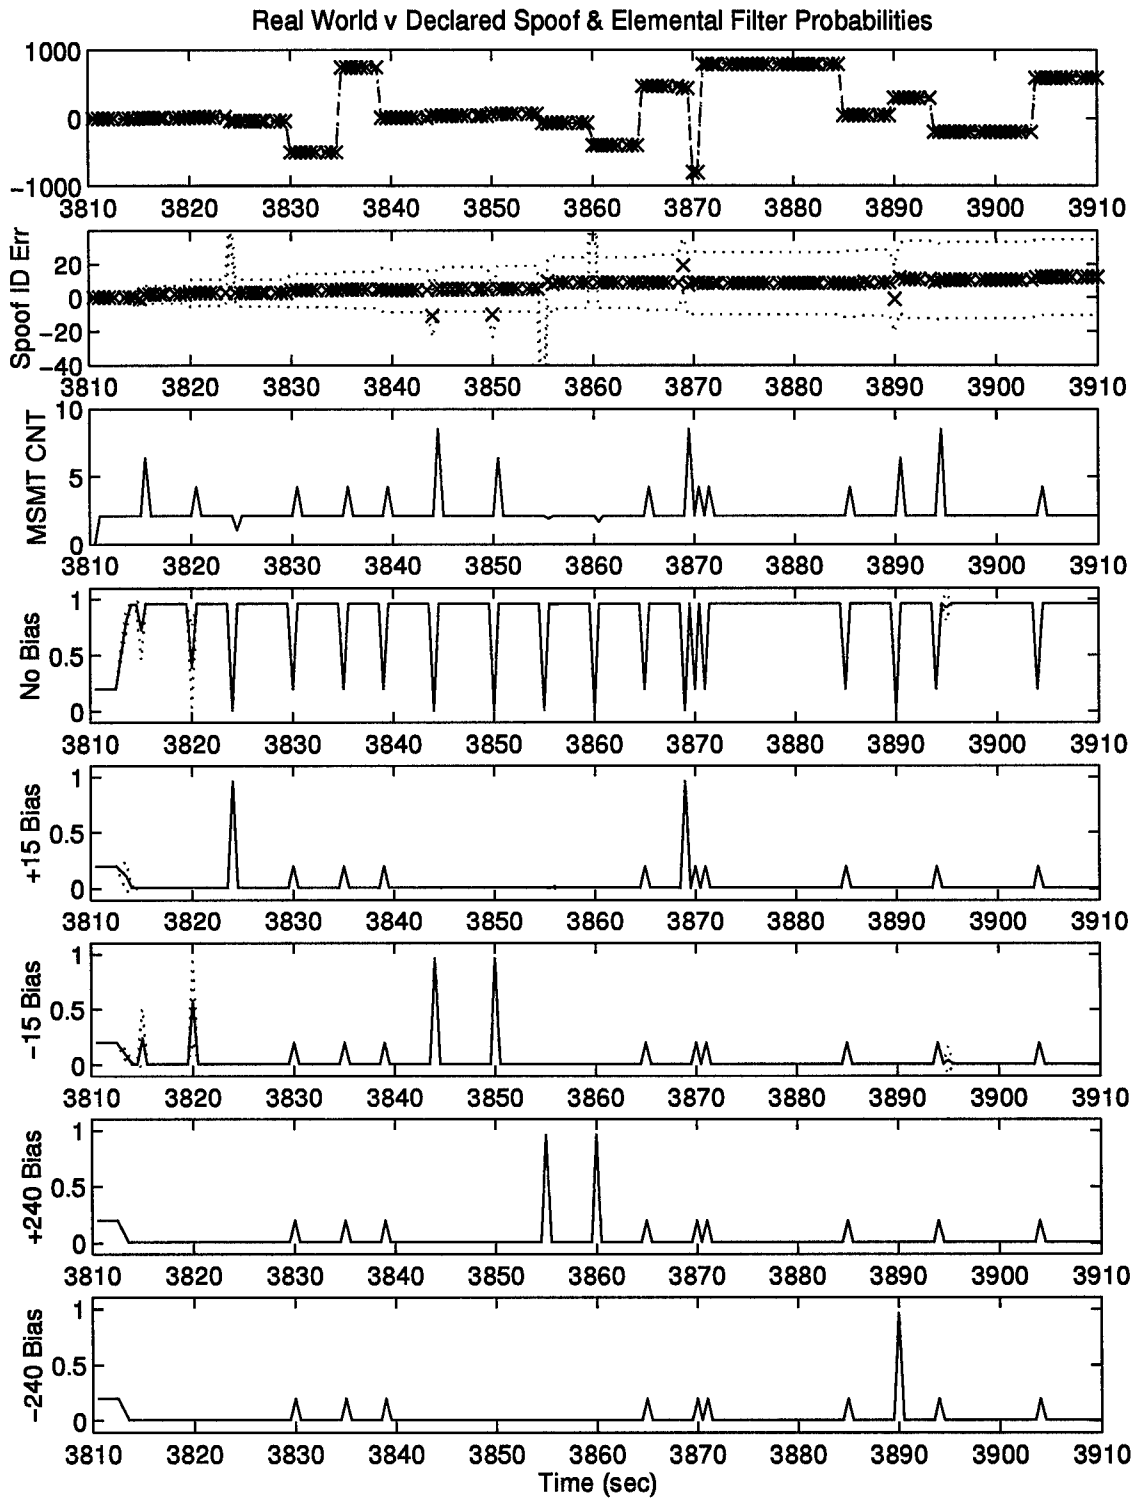 Real World v Declared Spoof & Elemental Filter Probabilities
1000
0
-1000
3810 3820 3830 3840 3850 3860 3870 3880 3890 3900 3910
Spoof ID Err
20
0
-20
-40
3810 3820 3830 3840 3850 3860 3870 3880 3890 3900 3910
MSMT CNT
10
5
0
3810 3820 3830 3840 3850 3860 3870 3880 3890 3900 3910
No Bias
1
0.5
0
3810 3820 3830 3840 3850 3860 3870 3880 3890 3900 3910
+15 Bias
1
0.5
0
3810 3820 3830 3840 3850 3860 3870 3880 3890 3900 3910
-15 Bias
1
0.5
0
3810 3820 3830 3840 3850 3860 3870 3880 3890 3900 3910
+240 Bias
1
0.5
0
3810 3820 3830 3840 3850 3860 3870 3880 3890 3900 3910
-240 Bias
1
0.5
0
3810 3820 3830 3840 3850 3860 3870 3880 3890 3900 3910
Time (sec)